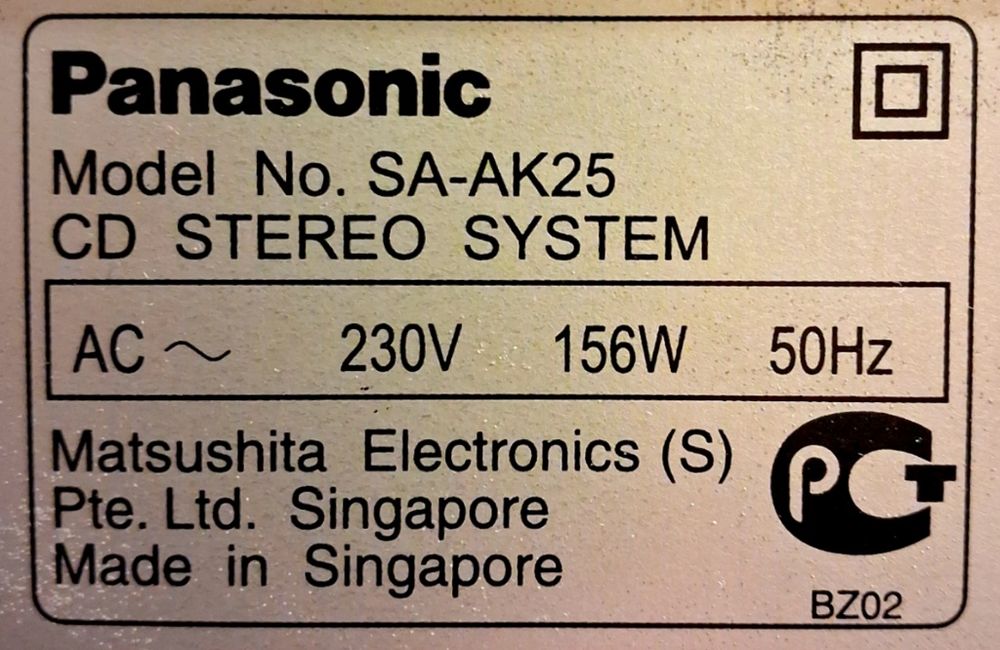 Panasonic
Model No. SA-AK25
CD STEREO SYSTEM
AC ~ 230V 156W 50Hz
Matsushita Electronics (S)
Pte. Ltd. Singapore
Made in Singapore
РСТ
BZ02